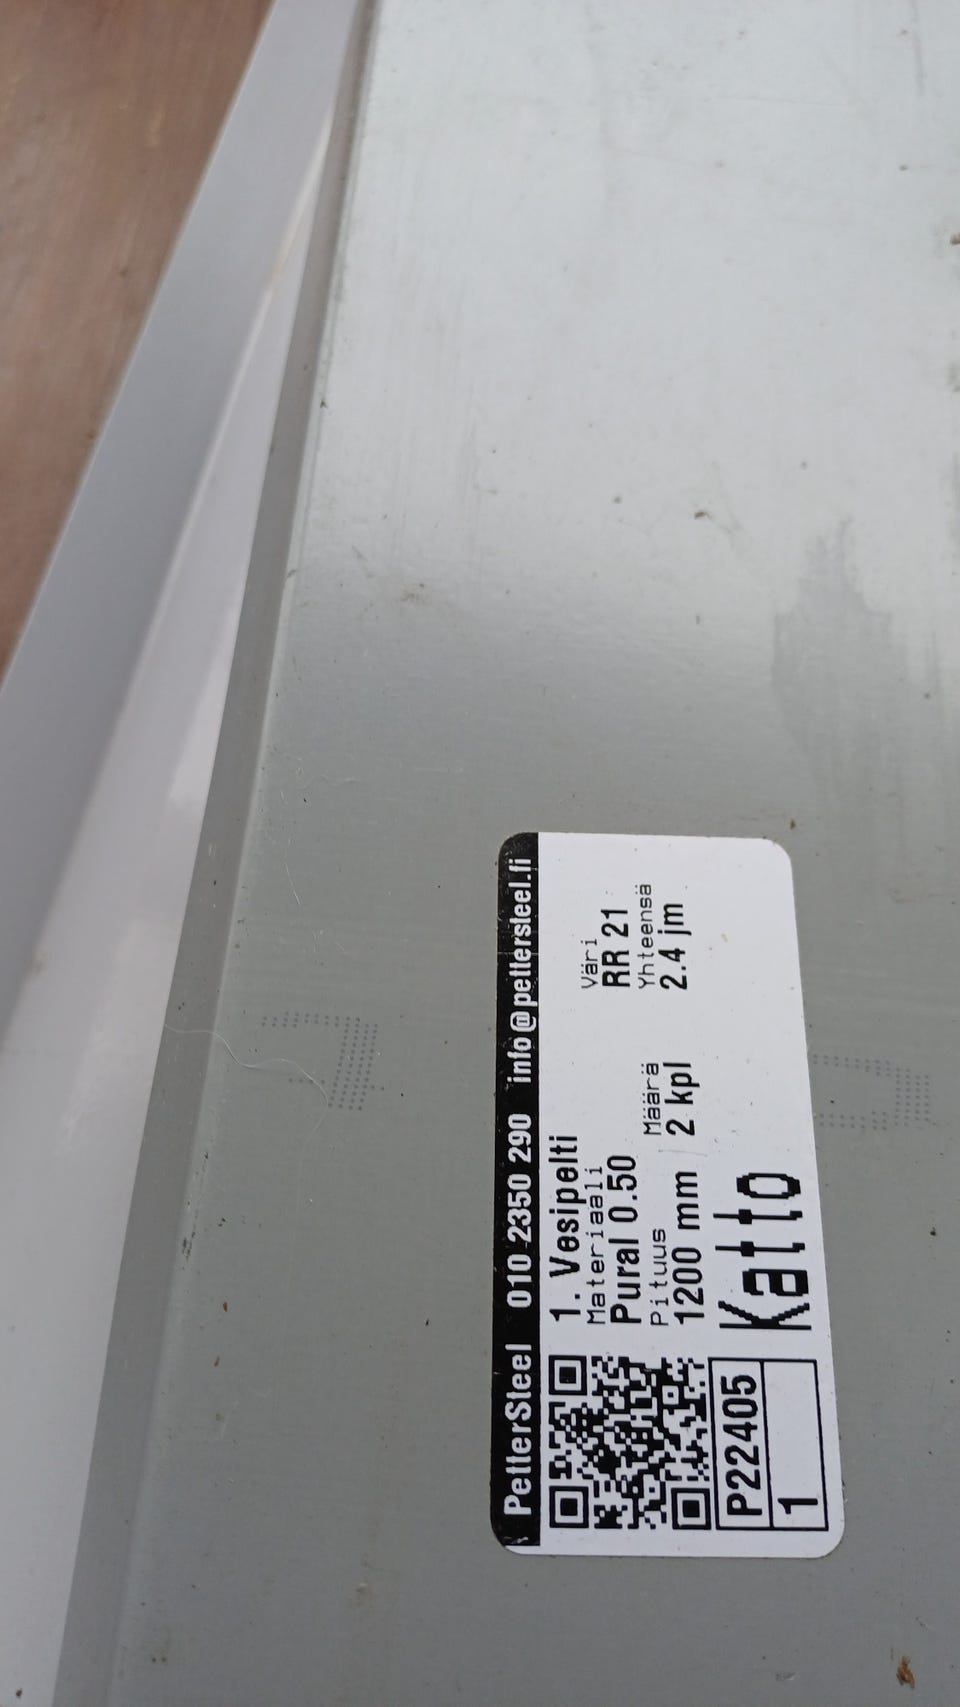 PetterSteel 010 2350 290 info@pettersteel.fi
1. Vesipelti
Materiaali Väri
Pural 0.50 RR 21
Pituus Määrä Yhteensä
1200 mm 2 kpl 2.4 jm
P22405 Katto
1